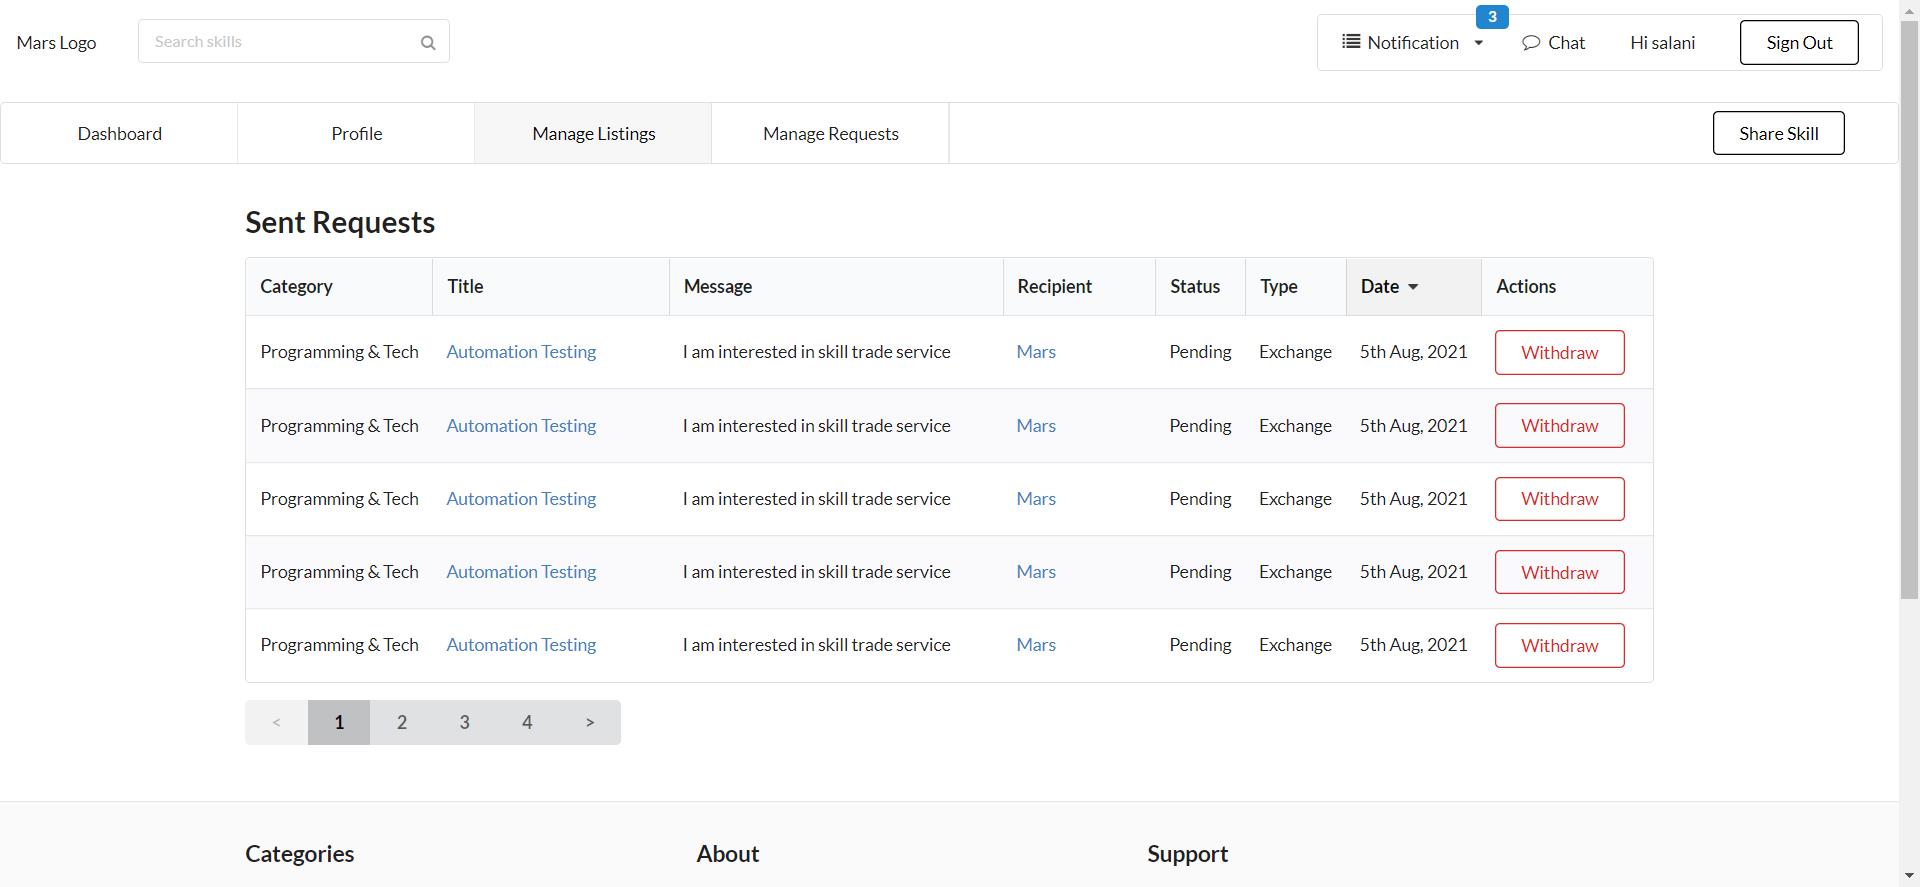 3
Mars Logo Search skills Notification Chat Hi salani Sign Out
Dashboard Profile Manage Listings Manage Requests Share Skill
Sent Requests
Category Title Message Recipient Status Type Date Actions
Programming & Tech Automation Testing I am interested in skill trade service Mars Pending Exchange 5th Aug, 2021 Withdraw
Programming & Tech Automation Testing I am interested in skill trade service Mars Pending Exchange 5th Aug, 2021 Withdraw
Programming & Tech Automation Testing I am interested in skill trade service Mars Pending Exchange 5th Aug, 2021 Withdraw
Programming & Tech Automation Testing I am interested in skill trade service Mars Pending Exchange 5th Aug, 2021 Withdraw
Programming & Tech Automation Testing I am interested in skill trade service Mars Pending Exchange 5th Aug, 2021 Withdraw
< 1 2 3 4 >
Categories About Support